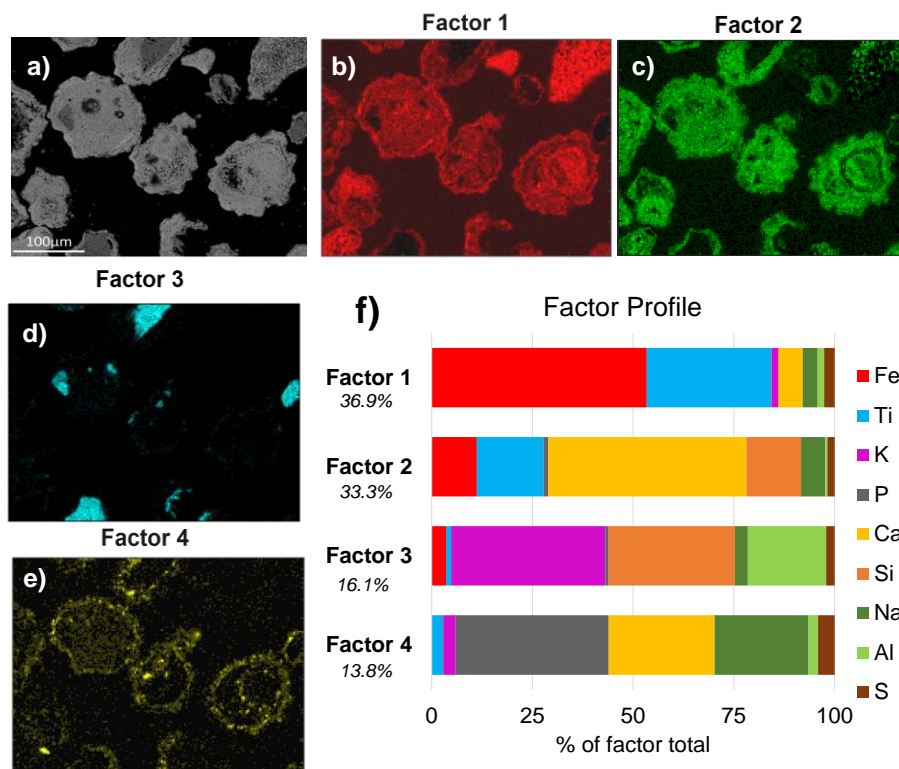 Factor 1
Factor 2
a)
b)
c)
100μm
Factor 3
d)
Factor 4
e)
f)
Factor Profile
Factor 1
36.9%
Factor 2
33.3%
Factor 3
16.1%
Factor 4
13.8%
0 25 50 75 100
% of factor total
Fe
Ti
K
P
Ca
Si
Na
Al
S